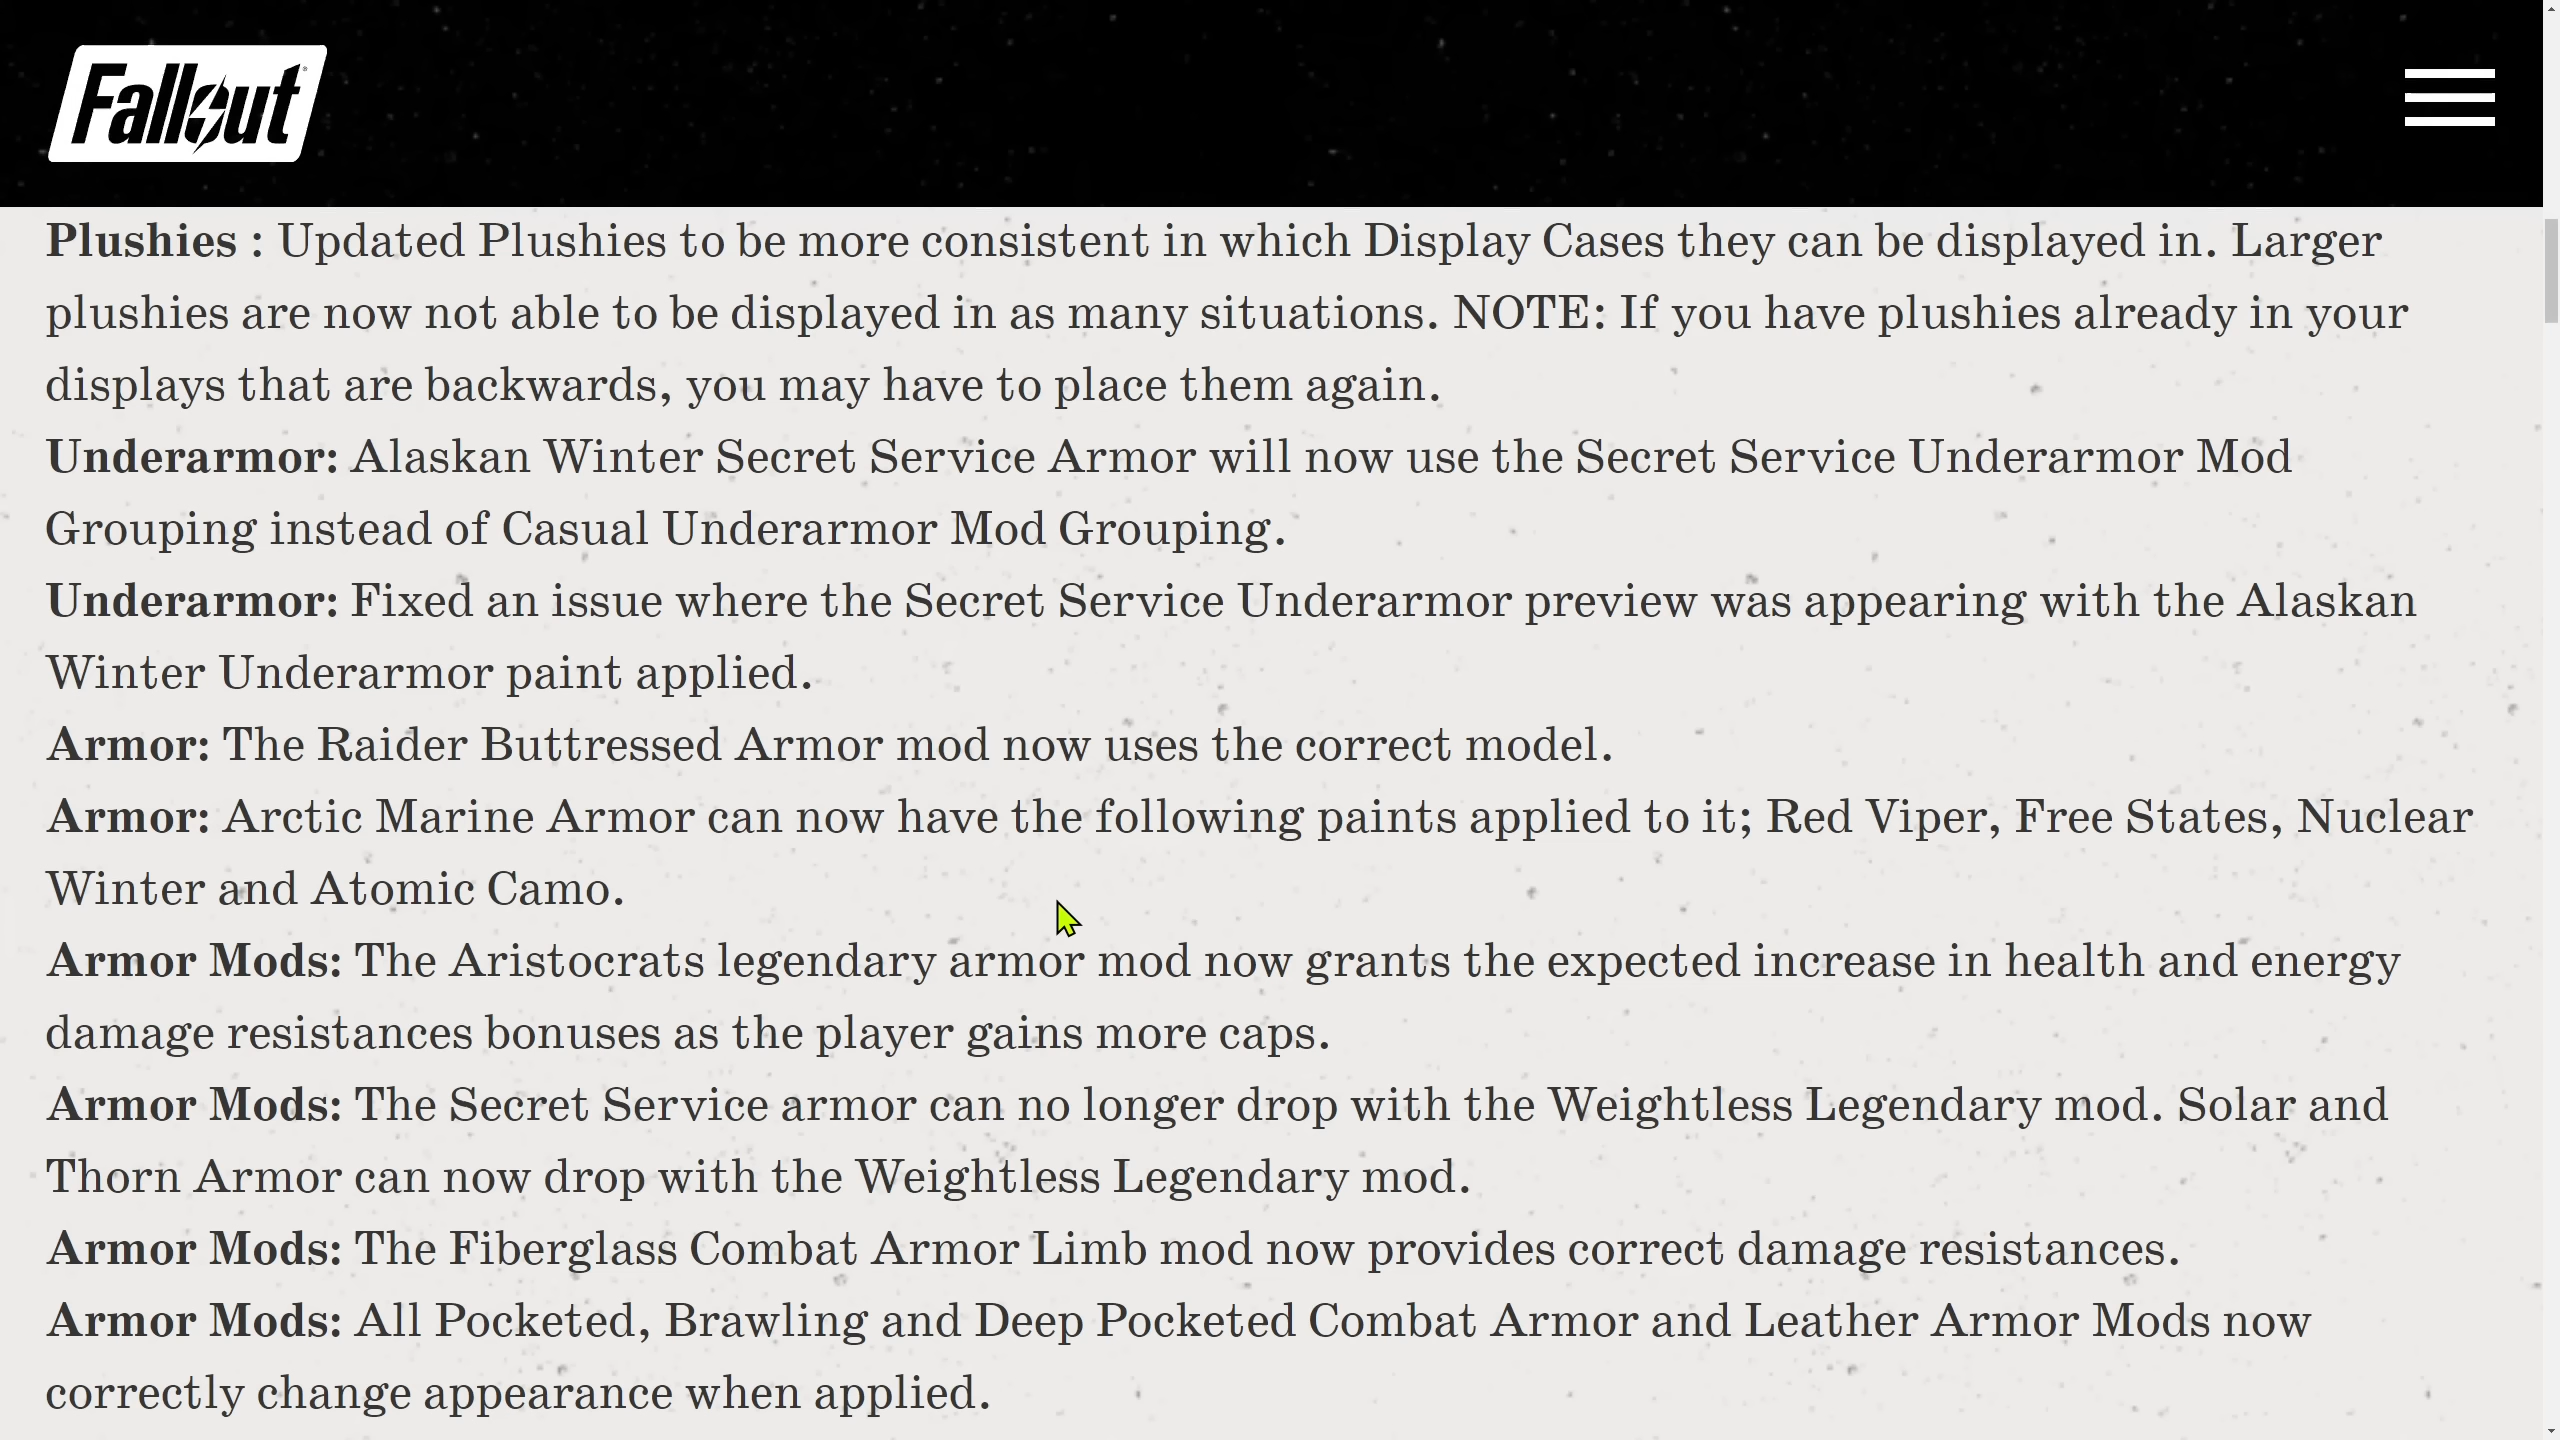 Fallout
Plushies : Updated Plushies to be more consistent in which Display Cases they can be displayed in. Larger
plushies are now not able to be displayed in as many situations. NOTE: If you have plushies already in your
displays that are backwards, you may have to place them again.
Underarmor: Alaskan Winter Secret Service Armor will now use the Secret Service Underarmor Mod
Grouping instead of Casual Underarmor Mod Grouping.
Underarmor: Fixed an issue where the Secret Service Underarmor preview was appearing with the Alaskan
Winter Underarmor paint applied.
Armor: The Raider Buttressed Armor mod now uses the correct model.
Armor: Arctic Marine Armor can now have the following paints applied to it; Red Viper, Free States, Nuclear
Winter and Atomic Camo.
Armor Mods: The Aristocrats legendary armor mod now grants the expected increase in health and energy
damage resistances bonuses as the player gains more caps.
Armor Mods: The Secret Service armor can no longer drop with the Weightless Legendary mod. Solar and
Thorn Armor can now drop with the Weightless Legendary mod.
Armor Mods: The Fiberglass Combat Armor Limb mod now provides correct damage resistances.
Armor Mods: All Pocketed, Brawling and Deep Pocketed Combat Armor and Leather Armor Mods now
correctly change appearance when applied.